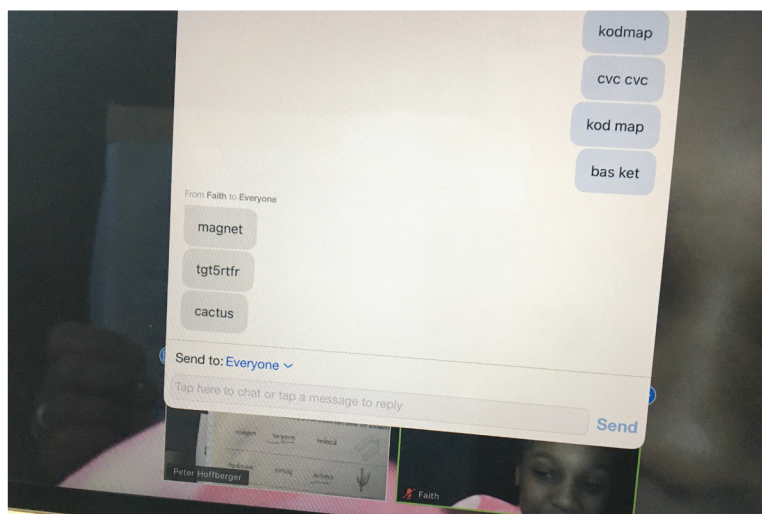 kodmap
cvc cvc
kod map
bas ket
From Faith to Everyone
magnet
tgt5rtfr
cactus
Send to: Everyone
Tap here to chat or tap a message to reply
Send
Peter Hoffberger
Faith